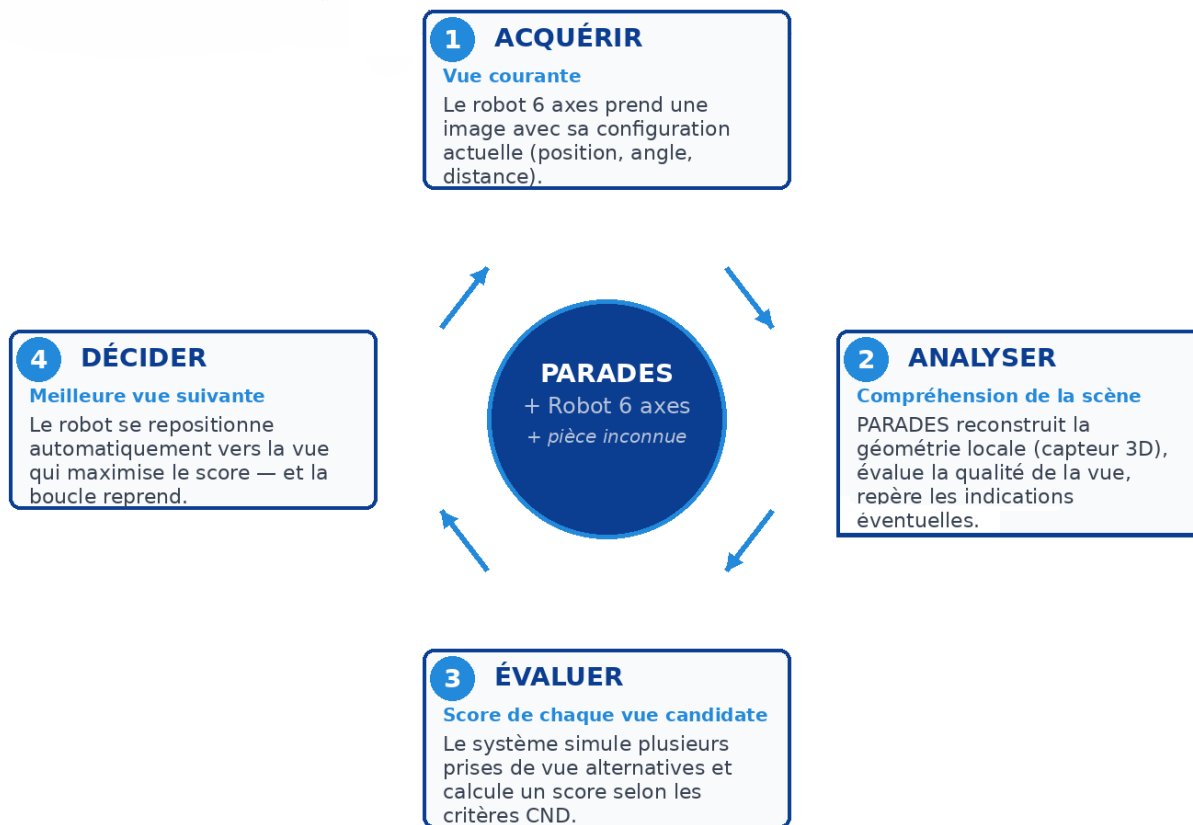 1 ACQUÉRIR
Vue courante
Le robot 6 axes prend une
image avec sa configuration
actuelle (position, angle,
distance).
4 DÉCIDER
Meilleure vue suivante
Le robot se repositionne
automatiquement vers la vue
qui maximise le score — et la
boucle reprend.
PARADES
+ Robot 6 axes
+ pièce inconnue
2 ANALYSER
Compréhension de la scène
PARADES reconstruit la
géométrie locale (capteur 3D),
évalue la qualité de la vue,
repère les indications
éventuelles.
3 ÉVALUER
Score de chaque vue candidate
Le système simule plusieurs
prises de vue alternatives et
calcule un score selon les
critères CND.